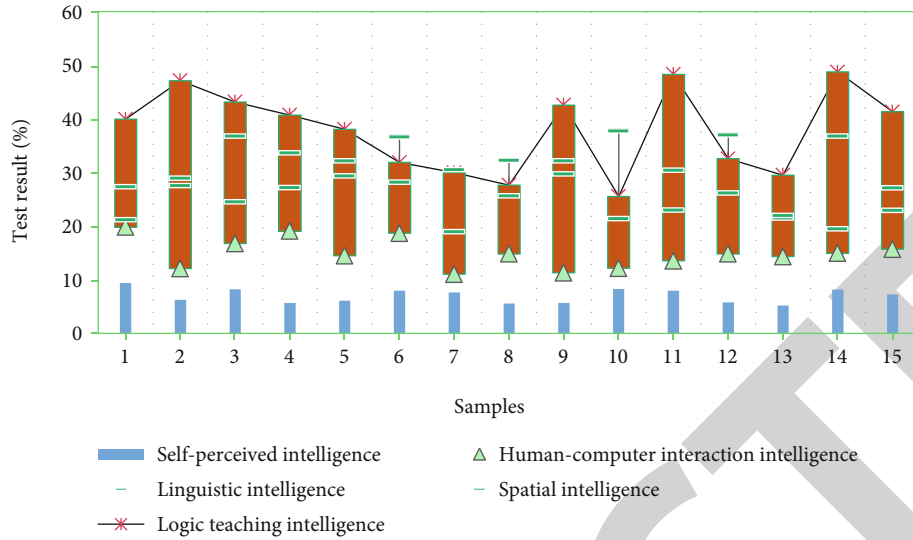 60
50
40
30
20
10
0
Test result (%)
1 2 3 4 5 6 7 8 9 10 11 12 13 14 15
Samples
Self-perceived intelligence
Human-computer interaction intelligence
Linguistic intelligence
Spatial intelligence
Logic teaching intelligence